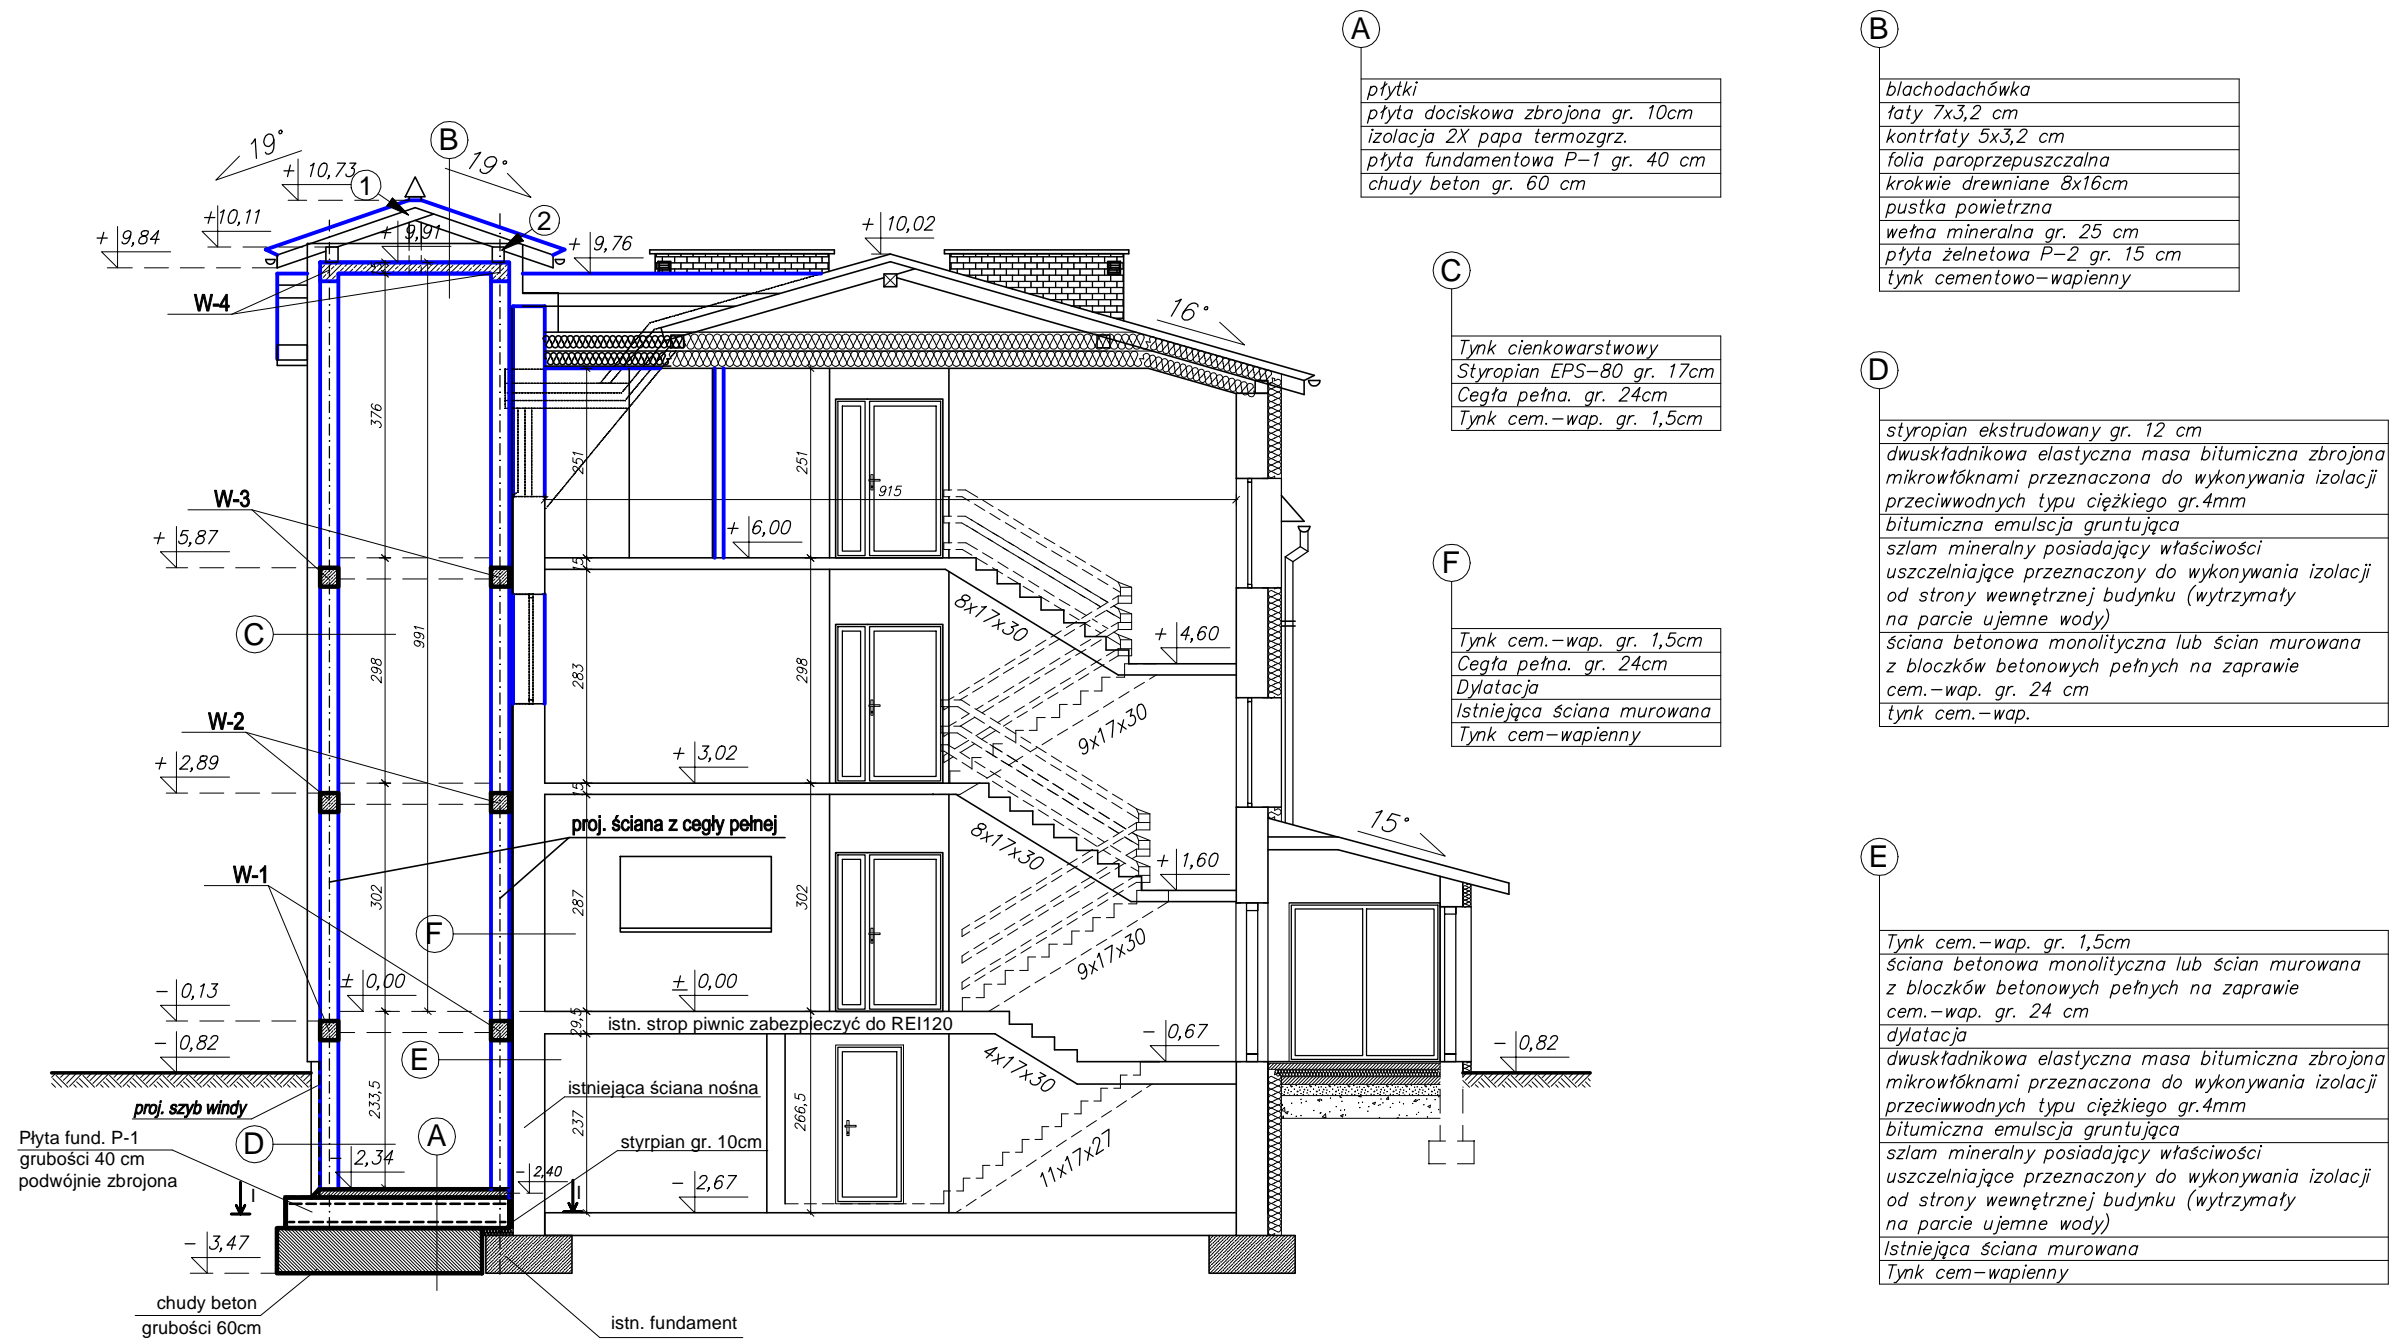 A
płytki
płyta dociskowa zbrojona gr. 10cm
izolacja 2X papa termozgrz.
płyta fundamentowa P-1 gr. 40 cm
chudy beton gr. 60 cm
B
blachodachówka
łaty 7x3,2 cm
kontrłaty 5x3,2 cm
folia paroprzepuszczalna
krokwie drewniane 8x16cm
pustka powietrzna
wełna mineralna gr. 25 cm
płyta żelnetowa P-2 gr. 15 cm
tynk cementowo-wapienny
C
Tynk cienkowarstwowy
Styropian EPS-80 gr. 17cm
Cegła pełna. gr. 24cm
Tynk cem.-wap. gr. 1,5cm
D
styropian ekstrudowany gr. 12 cm
dwuskładnikowa elastyczna masa bitumiczna zbrojona
mikrowłóknami przeznaczona do wykonywania izolacji
przeciwwodnych typu ciężkiego gr.4mm
bitumiczna emulscja gruntująca
szlam mineralny posiadający właściwości
uszczelniające przeznaczony do wykonywania izolacji
od strony wewnętrznej budynku (wytrzymały
na parcie ujemne wody)
ściana betonowa monolityczna lub ścian murowana
z bloczków betonowych pełnych na zaprawie
cem.-wap. gr. 24 cm
tynk cem.-wap.
F
Tynk cem.-wap. gr. 1,5cm
Cegła pełna. gr. 24cm
Dylatacja
Istniejąca ściana murowana
Tynk cem-wapienny
E
Tynk cem.-wap. gr. 1,5cm
ściana betonowa monolityczna lub ścian murowana
z bloczków betonowych pełnych na zaprawie
cem.-wap. gr. 24 cm
dylatacja
dwuskładnikowa elastyczna masa bitumiczna zbrojona
mikrowłóknami przeznaczona do wykonywania izolacji
przeciwwodnych typu ciężkiego gr.4mm
bitumiczna emulscja gruntująca
szlam mineralny posiadający właściwości
uszczelniające przeznaczony do wykonywania izolacji
od strony wewnętrznej budynku (wytrzymały
na parcie ujemne wody)
Istniejąca ściana murowana
Tynk cem-wapienny
19°
B
19°
+ 10,73
1
2
+10,11
+ 9,84
+ 9,91
+ 9,76
+ 10,02
W-4
16°
376
251
251
915
W-3
+ 5,87
+ 6,00
15
8x17x30
C
991
298
283
298
+ 4,60
9x17x30
W-2
+ 2,89
+ 3,02
15
proj. ściana z cegły pełnej
8x17x30
15°
+ 1,60
W-1
302
287
302
F
9x17x30
- 0,13
± 0,00
± 0,00
29,5
istn. strop piwnic zabezpieczyć do REI120
- 0,67
- 0,82
- 0,82
E
4x17x30
istniejąca ściana nośna
proj. szyb windy
233,5
237
266,5
Płyta fund. P-1
grubości 40 cm
podwójnie zbrojona
D
A
styrpian gr. 10cm
- 2,34
- 2,40
- 2,67
11x17x27
I
I
- 3,47
chudy beton
grubości 60cm
istn. fundament